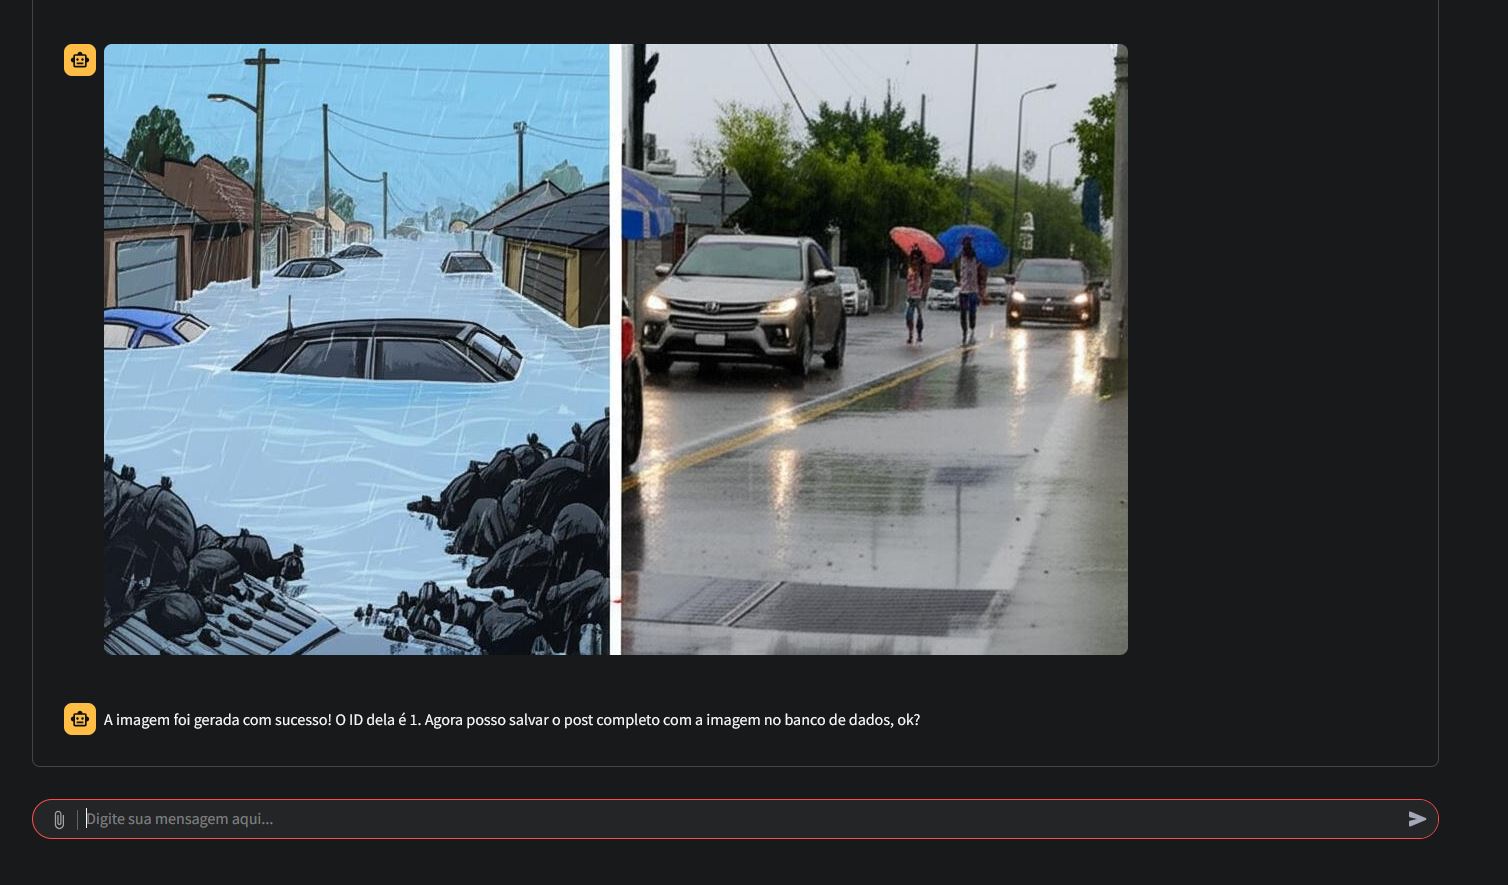 A imagem foi gerada com sucesso! O ID dela é 1. Agora posso salvar o post completo com a imagem no banco de dados, ok?
Digite sua mensagem aqui...